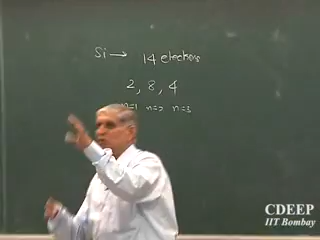 Si → 14 electrons
2, 8, 4
n=1 n=2 n=3
CDEEP
IIT Bombay